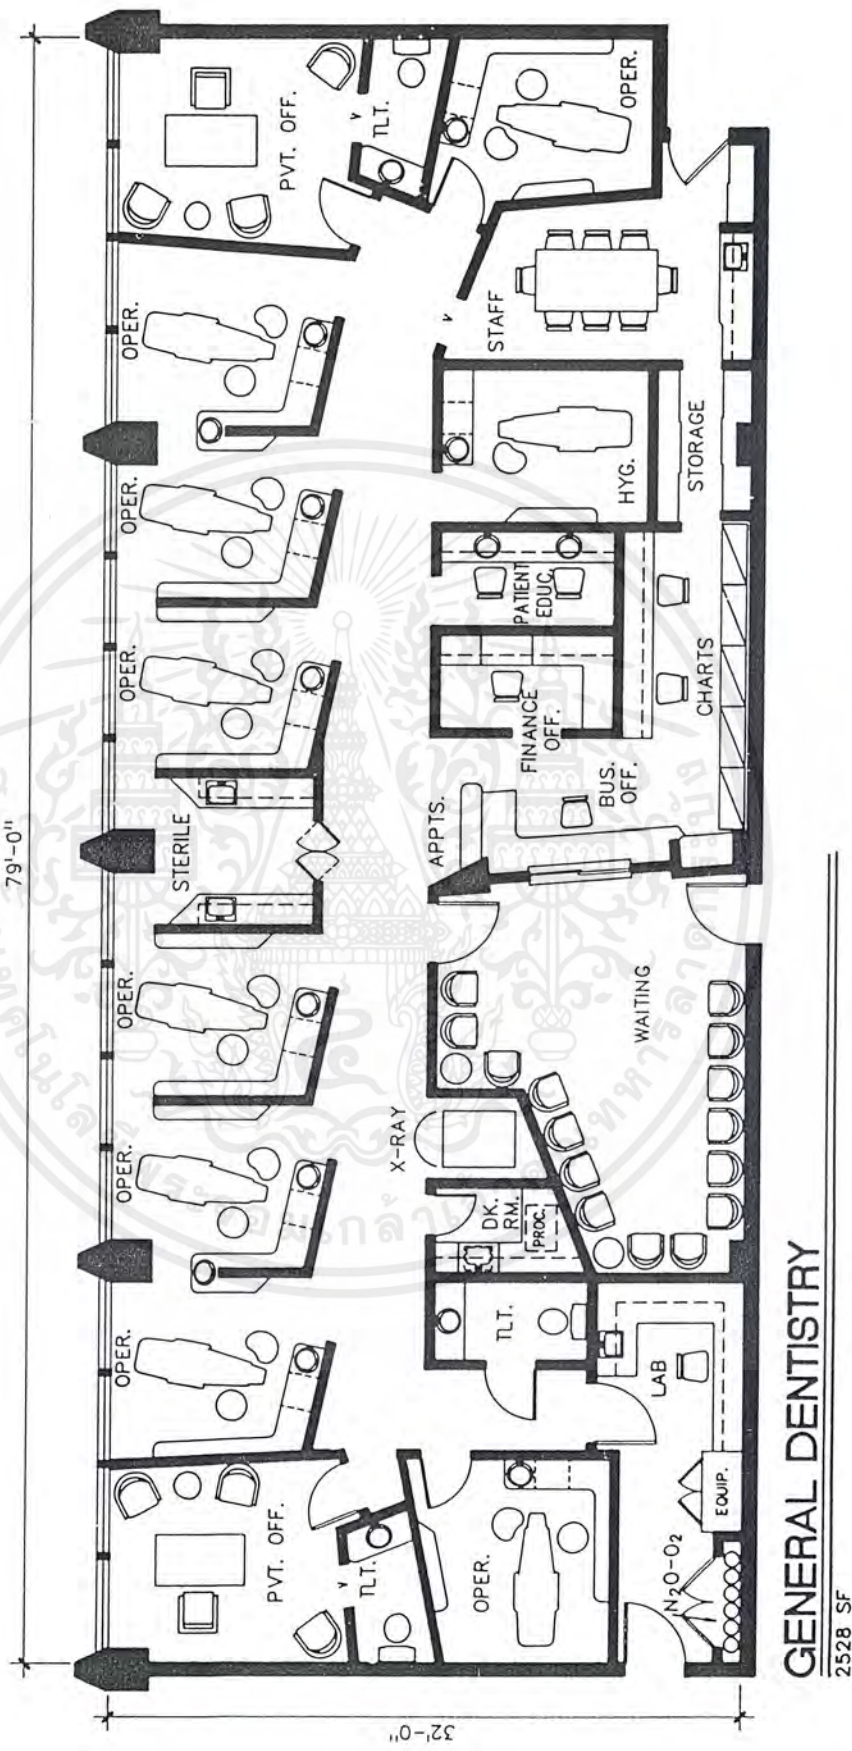 79'-0"
32'-0"
PVT. OFF.
OPER.
OPER.
OPER.
STERILE
OPER.
OPER.
OPER.
PVT. OFF.
TLT.
TLT.
OPER.
X-RAY
APPTS.
STAFF
OPER.
TLT.
DK.
RM.
PROC.
WAITING
FINANCE
OFF.
BUS.
OFF.
PATIENT
EDUC.
HYG.
N2O-O2
EQUIP.
LAB
CHARTS
STORAGE
GENERAL DENTISTRY
2528 SF